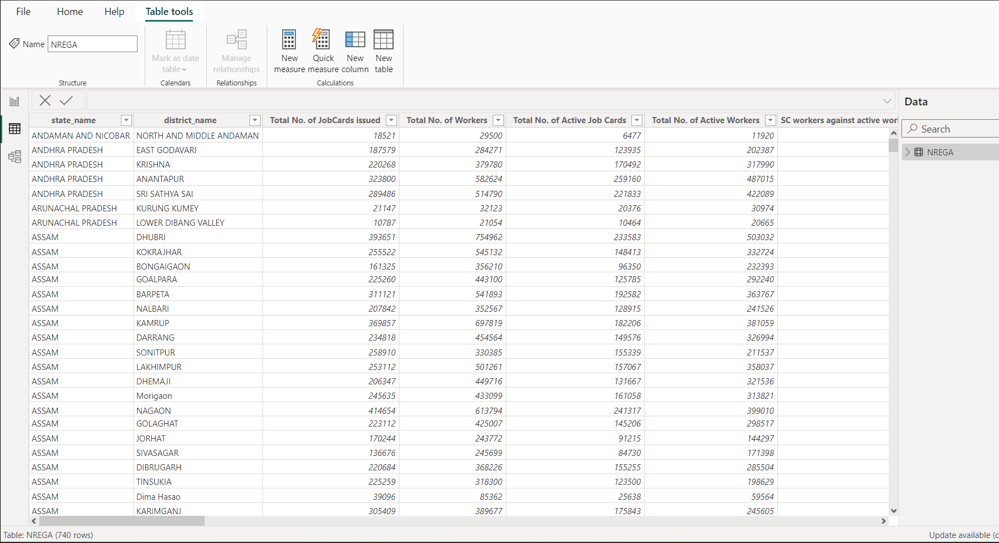 File Home Help Table tools
Name NREGA
Mark as date table
Manage relationships
New measure
Quick measure
New column
New table
Structure Calendars Relationships Calculations
Data
state_name district_name Total No. of JobCards issued Total No. of Workers Total No. of Active Job Cards Total No. of Active Workers SC workers against active wor
Search
NREGA
ANDAMAN AND NICOBAR NORTH AND MIDDLE ANDAMAN 18521 29500 6477 11920
ANDHRA PRADESH EAST GODAVARI 187579 284271 123935 202387
ANDHRA PRADESH KRISHNA 220268 379780 170492 317990
ANDHRA PRADESH ANANTAPUR 323800 582624 259160 487015
ANDHRA PRADESH SRI SATHYA SAI 289486 514790 221833 422089
ARUNACHAL PRADESH KURUNG KUMEY 21147 32123 20376 30974
ARUNACHAL PRADESH LOWER DIBANG VALLEY 10787 21054 10464 20665
ASSAM DHUBRI 393651 754962 233583 503032
ASSAM KOKRAJHAR 255522 545132 148413 332724
ASSAM BONGAIGAON 161325 356210 96350 232393
ASSAM GOALPARA 225260 443100 125785 292240
ASSAM BARPETA 311121 541893 192582 363767
ASSAM NALBARI 207842 352567 128915 241526
ASSAM KAMRUP 369857 697819 182206 381059
ASSAM DARRANG 234818 454564 149576 326994
ASSAM SONITPUR 258910 330385 155339 211537
ASSAM LAKHIMPUR 253112 501261 157067 358037
ASSAM DHEMAJI 206347 449716 131667 321536
ASSAM Morigaon 245635 433099 161058 313821
ASSAM NAGAON 414654 613794 241317 399010
ASSAM GOLAGHAT 223112 425007 145206 298517
ASSAM JORHAT 170244 243772 91215 144297
ASSAM SIVASAGAR 136676 245699 84730 171398
ASSAM DIBRUGARH 220684 368226 155255 285504
ASSAM TINSUKIA 225259 318300 123500 198629
ASSAM Dima Hasao 39096 85362 25638 59564
ASSAM KARIMGANJ 305409 389677 175843 245605
Table: NREGA (740 rows) Update available (c